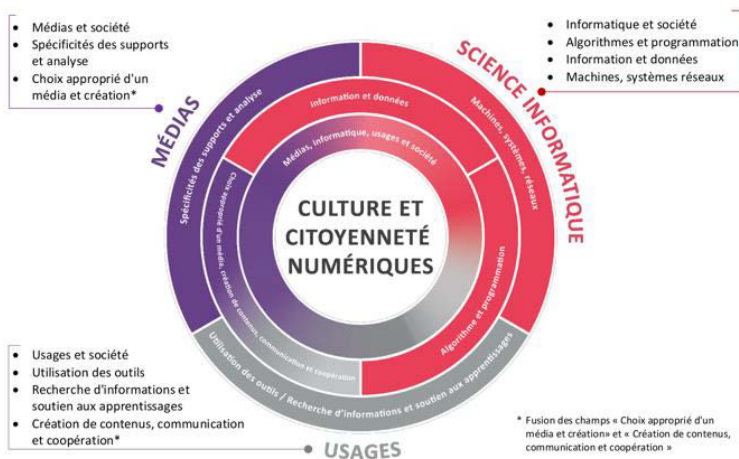 • Médias et société
• Spécificités des supports
et analyse
• Choix approprié d'un
média et création*
• Informatique et société
• Algorithmes et programmation
• Information et données
• Machines, systèmes réseaux
MÉDIAS
SCIENCE INFORMATIQUE
Spécificités des supports et analyse
Information et données
Machines, systèmes, réseaux
Médias, informatique, usages et société
Choix approprié d'un média, création de contenus, communication et coopération
CULTURE ET
CITOYENNETÉ
NUMÉRIQUES
Algorithme et programmation
Utilisation des outils / Recherche d'informations et soutien aux apprentissages
USAGES
• Usages et société
• Utilisation des outils
• Recherche d'informations et
soutien aux apprentissages
• Création de contenus, communication
et coopération*
* Fusion des champs « Choix approprié d'un
média et création» et « Création de contenus,
communication et coopération »